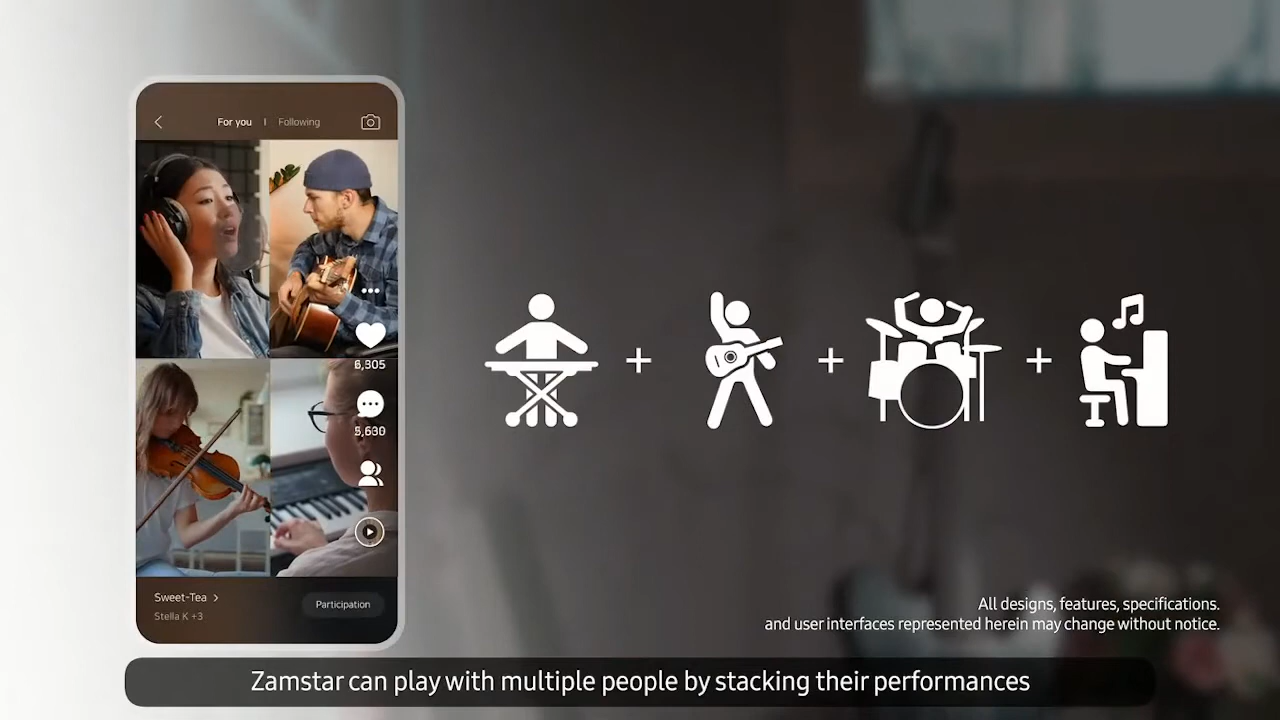 For you | Following
6,305
5,630
Sweet-Tea >
Stella K +3
Participation
+ + +
All designs, features, specifications.
and user interfaces represented herein may change without notice.
Zamstar can play with multiple people by stacking their performances